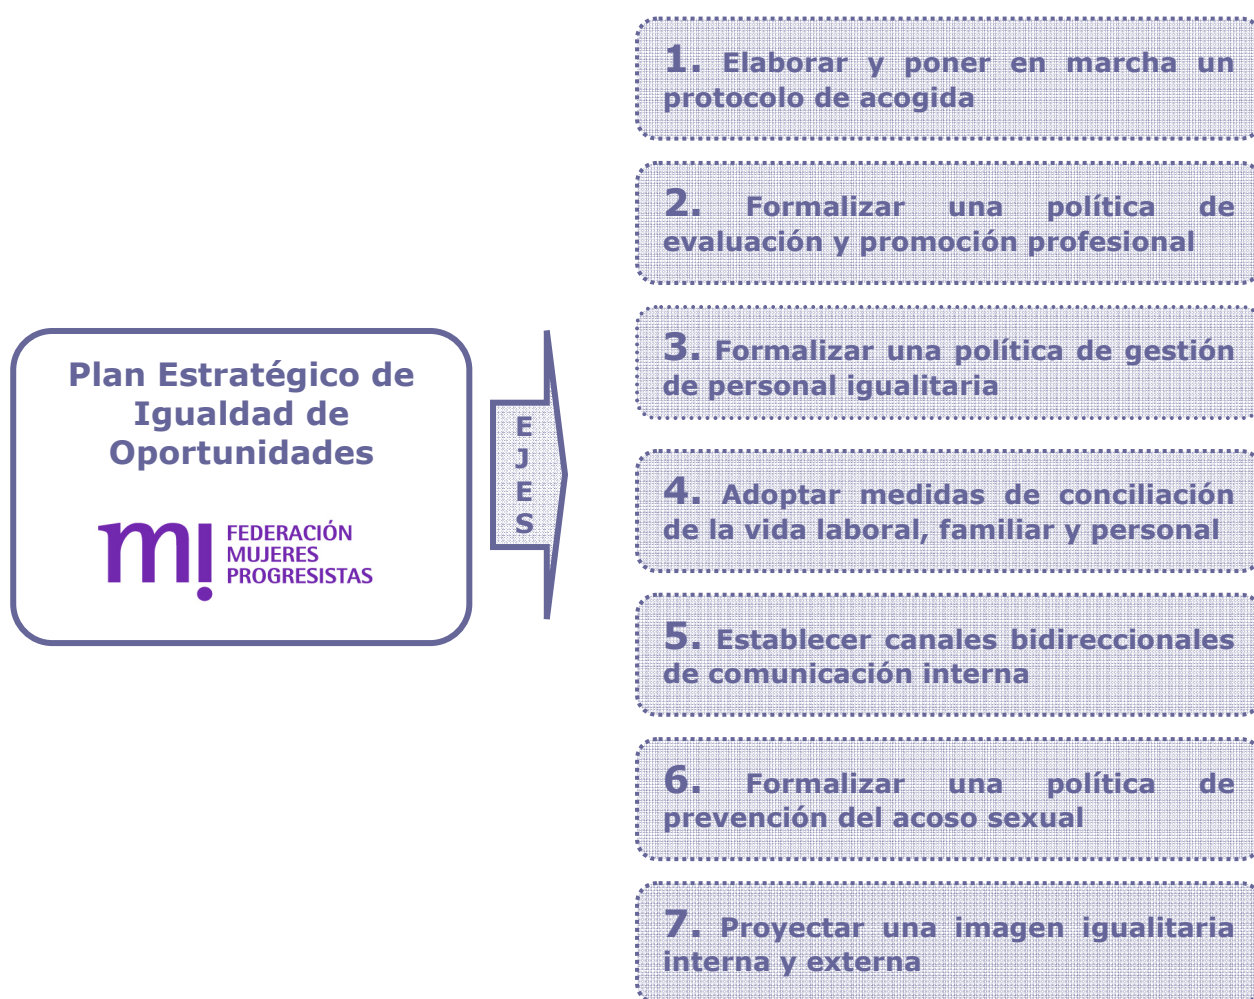 Plan Estratégico de
Igualdad de
Oportunidades
mi FEDERACIÓN
MUJERES
PROGRESISTAS
E
J
E
S
1. Elaborar y poner en marcha un
protocolo de acogida
2. Formalizar una política de
evaluación y promoción profesional
3. Formalizar una política de gestión
de personal igualitaria
4. Adoptar medidas de conciliación
de la vida laboral, familiar y personal
5. Establecer canales bidireccionales
de comunicación interna
6. Formalizar una política de
prevención del acoso sexual
7. Proyectar una imagen igualitaria
interna y externa